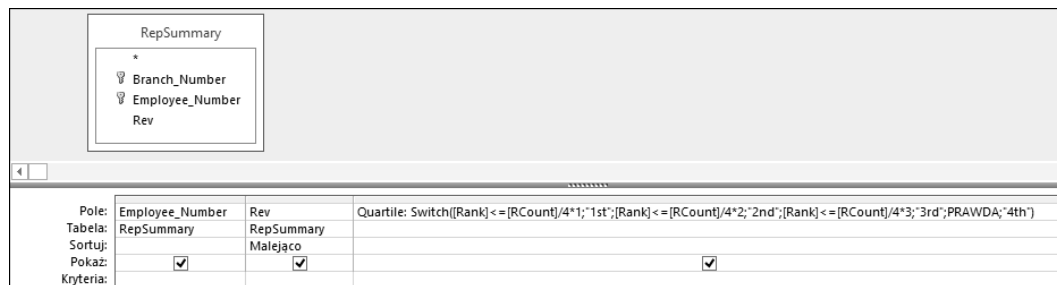 RepSummary
*
Branch_Number
Employee_Number
Rev
Pole: Employee_Number Rev Quartile: Switch([Rank]<=[RCount]/4*1;"1st";[Rank]<=[RCount]/4*2;"2nd";[Rank]<=[RCount]/4*3;"3rd";PRAWDA;"4th")
Tabela: RepSummary RepSummary
Sortuj: Malejąco
Pokaż:
Kryteria: